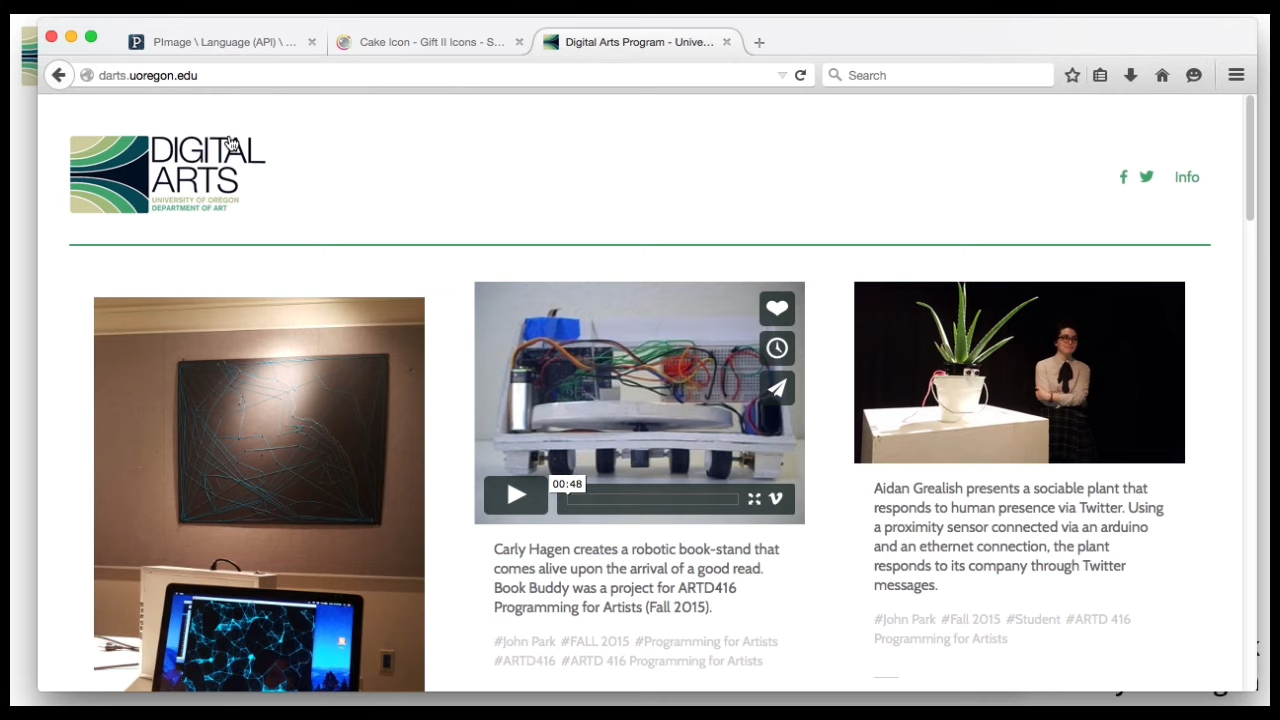 PImage \ Language (API) \ ...
Cake Icon - Gift II Icons - S...
Digital Arts Program - Unive...
darts.uoregon.edu
Search
DIGITAL
ARTS
UNIVERSITY OF OREGON
DEPARTMENT OF ART
Info
00:48
Carly Hagen creates a robotic book-stand that
comes alive upon the arrival of a good read.
Book Buddy was a project for ARTD416
Programming for Artists (Fall 2015).
#John Park #FALL 2015 #Programming for Artists
#ARTD416 #ARTD 416 Programming for Artists
Aidan Grealish presents a sociable plant that
responds to human presence via Twitter. Using
a proximity sensor connected via an arduino
and an ethernet connection, the plant
responds to its company through Twitter
messages.
#John Park #Fall 2015 #Student #ARTD 416
Programming for Artists